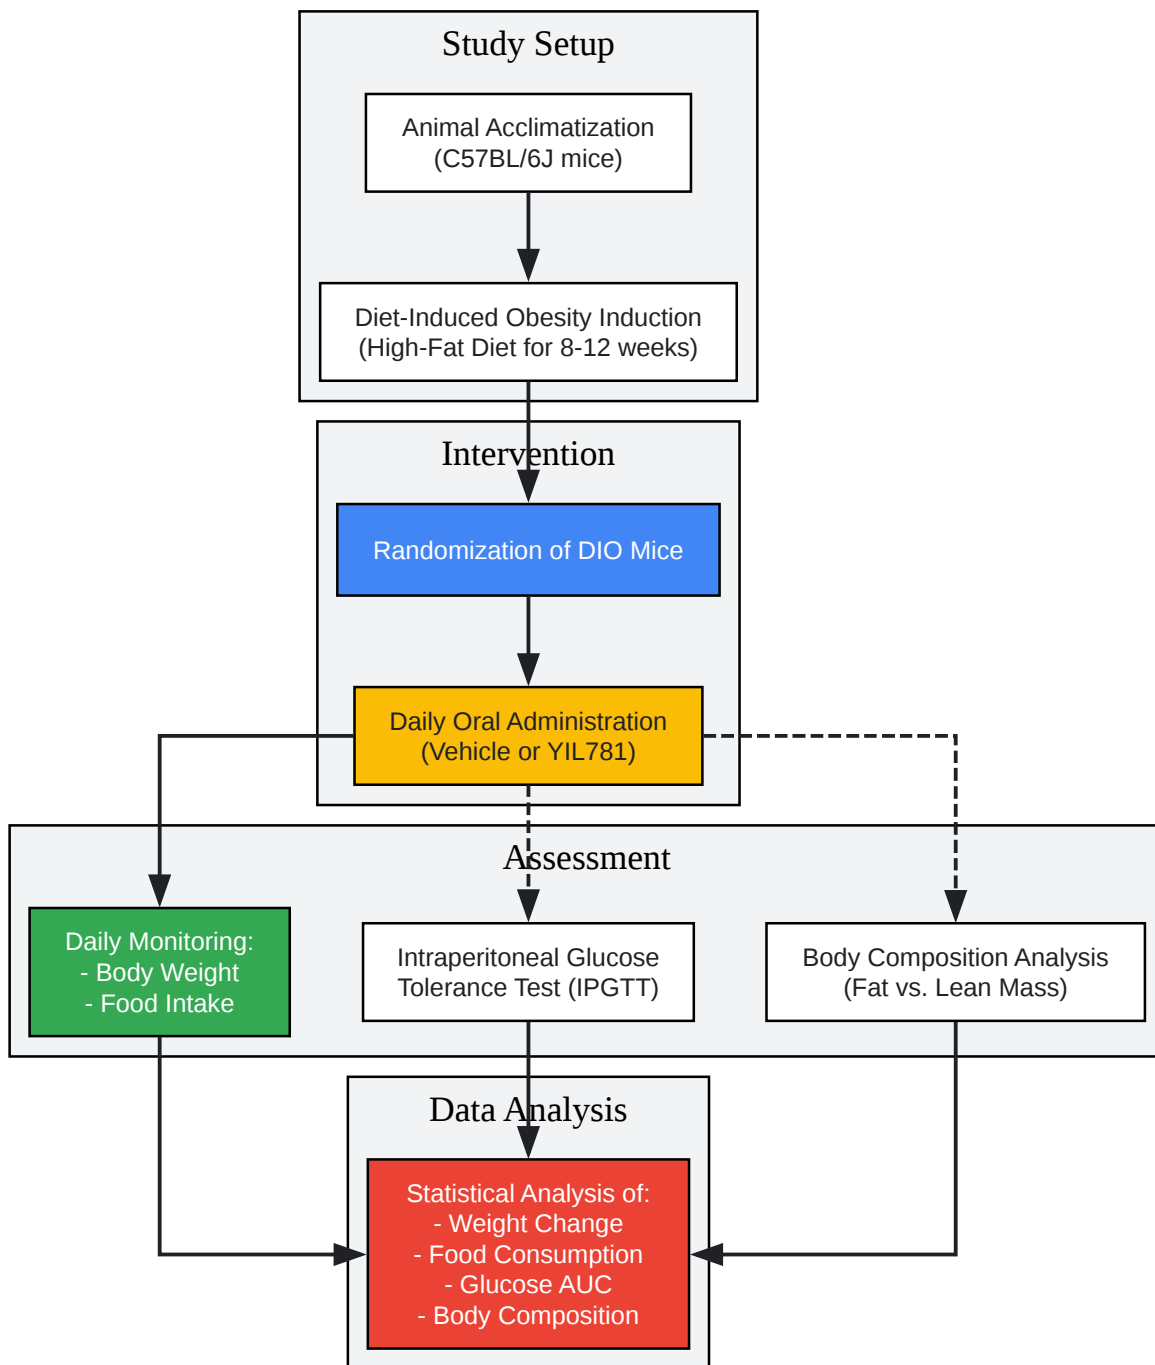 Study Setup
Animal Acclimatization
(C57BL/6J mice)
Diet-Induced Obesity Induction
(High-Fat Diet for 8-12 weeks)
Intervention
Randomization of DIO Mice
Daily Oral Administration
(Vehicle or YIL781)
Assessment
Daily Monitoring:
- Body Weight
- Food Intake
Intraperitoneal Glucose
Tolerance Test (IPGTT)
Body Composition Analysis
(Fat vs. Lean Mass)
Data Analysis
Statistical Analysis of:
- Weight Change
- Food Consumption
- Glucose AUC
- Body Composition